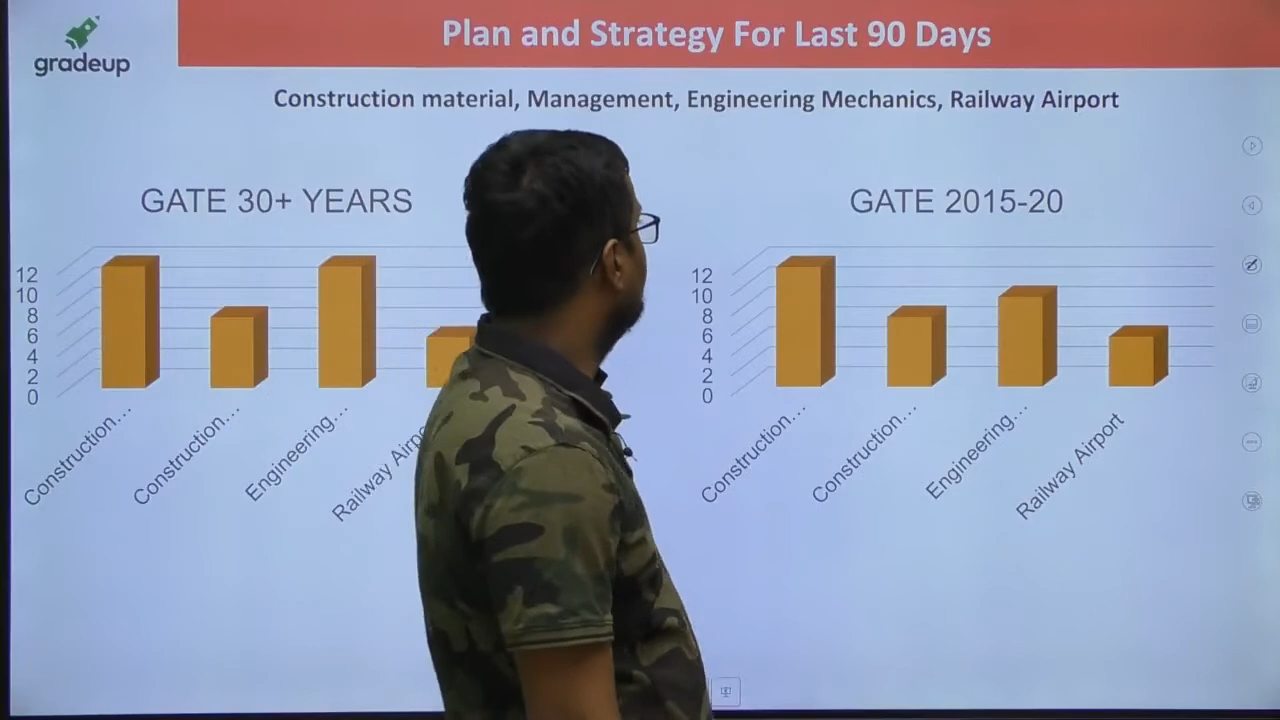 gradeup
Plan and Strategy For Last 90 Days
Construction material, Management, Engineering Mechanics, Railway Airport
GATE 30+ YEARS
12
10
8
6
4
2
0
Construction...
Construction...
Engineering...
Railway
GATE 2015-20
12
10
8
6
4
2
0
Construction...
Construction...
Engineering...
Railway Airport